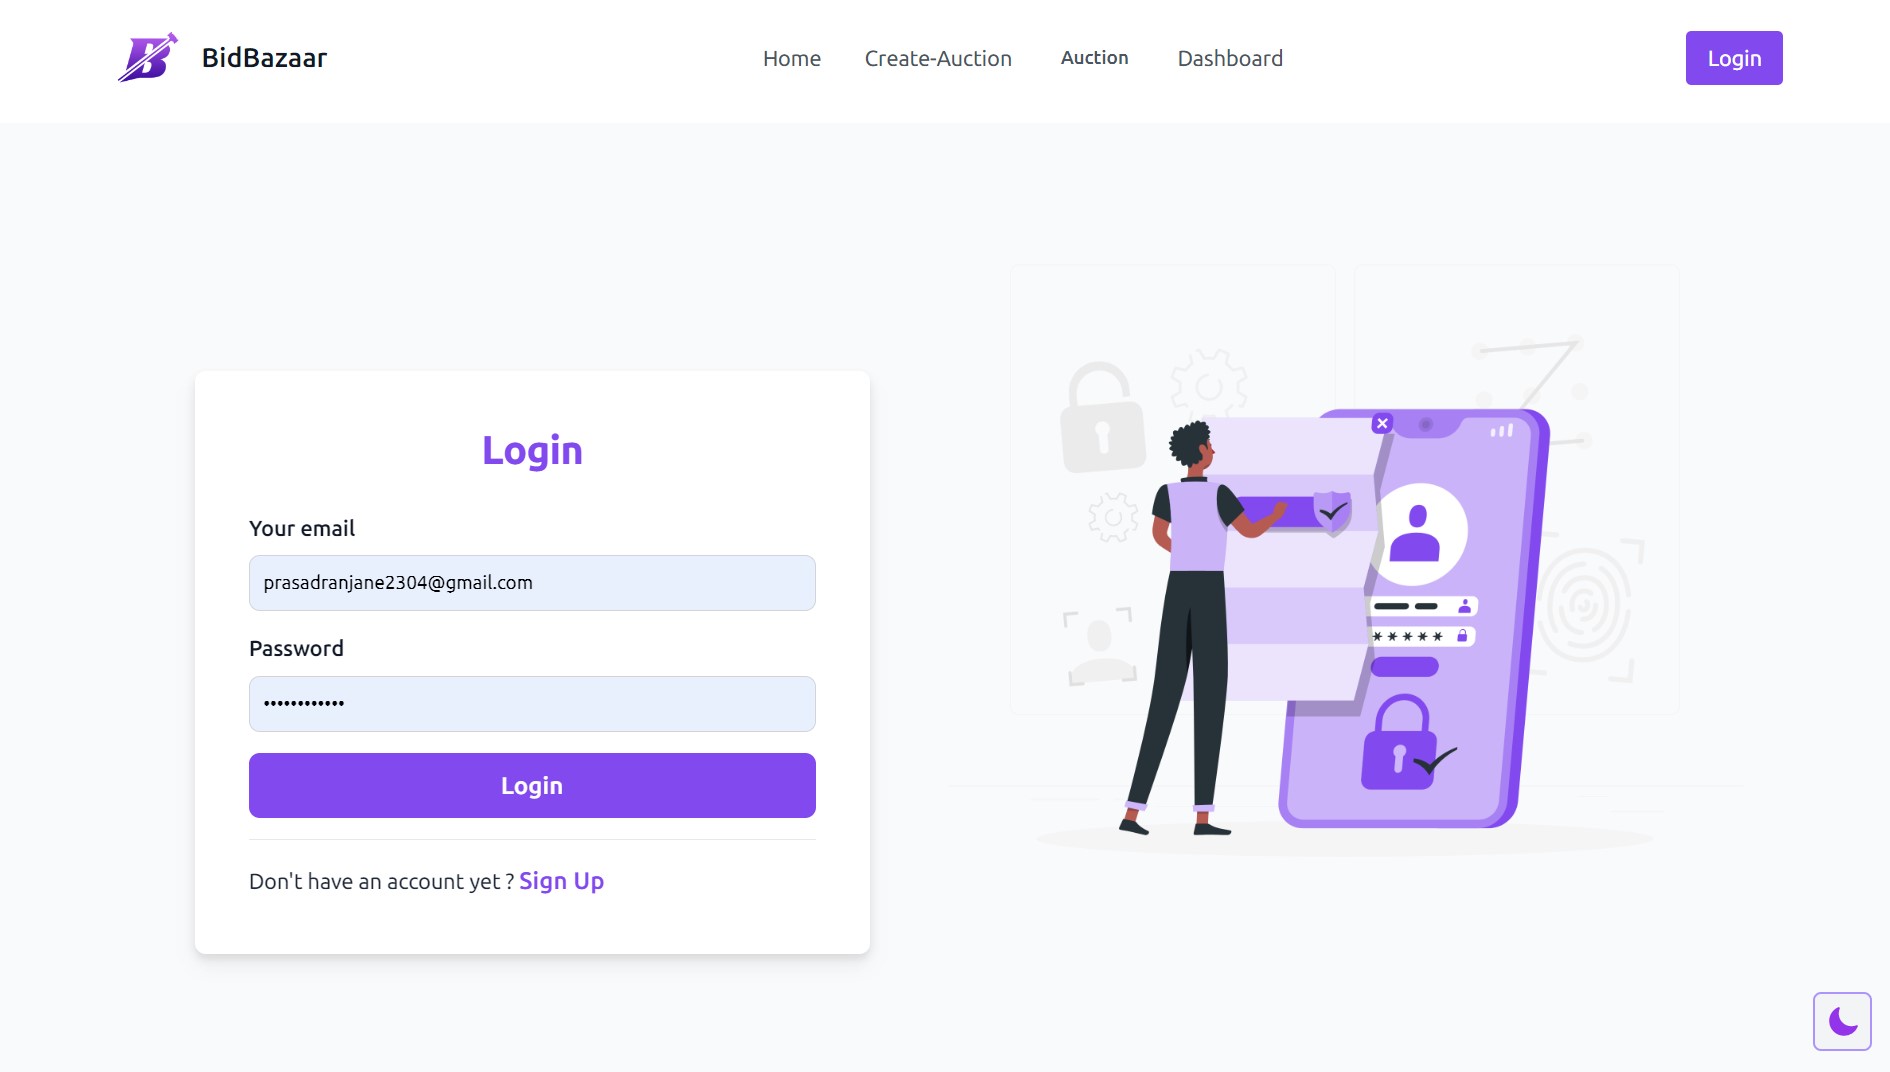 BidBazaar
Home Create-Auction Auction Dashboard
Login
Login
Your email
prasadranjane2304@gmail.com
Password
••••••••••••
Login
Don't have an account yet ? Sign Up